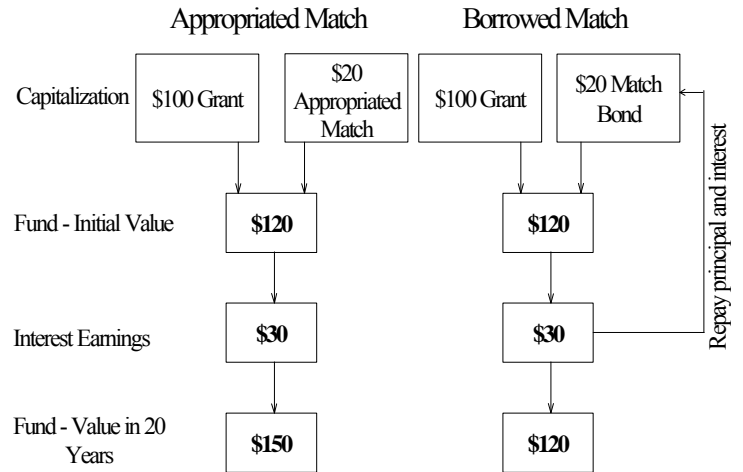 Appropriated Match
Borrowed Match
Capitalization
$100 Grant
$20
Appropriated
Match
$100 Grant
$20 Match
Bond
Repay principal and interest
Fund - Initial Value
$120
$120
Interest Earnings
$30
$30
Fund - Value in 20
Years
$150
$120